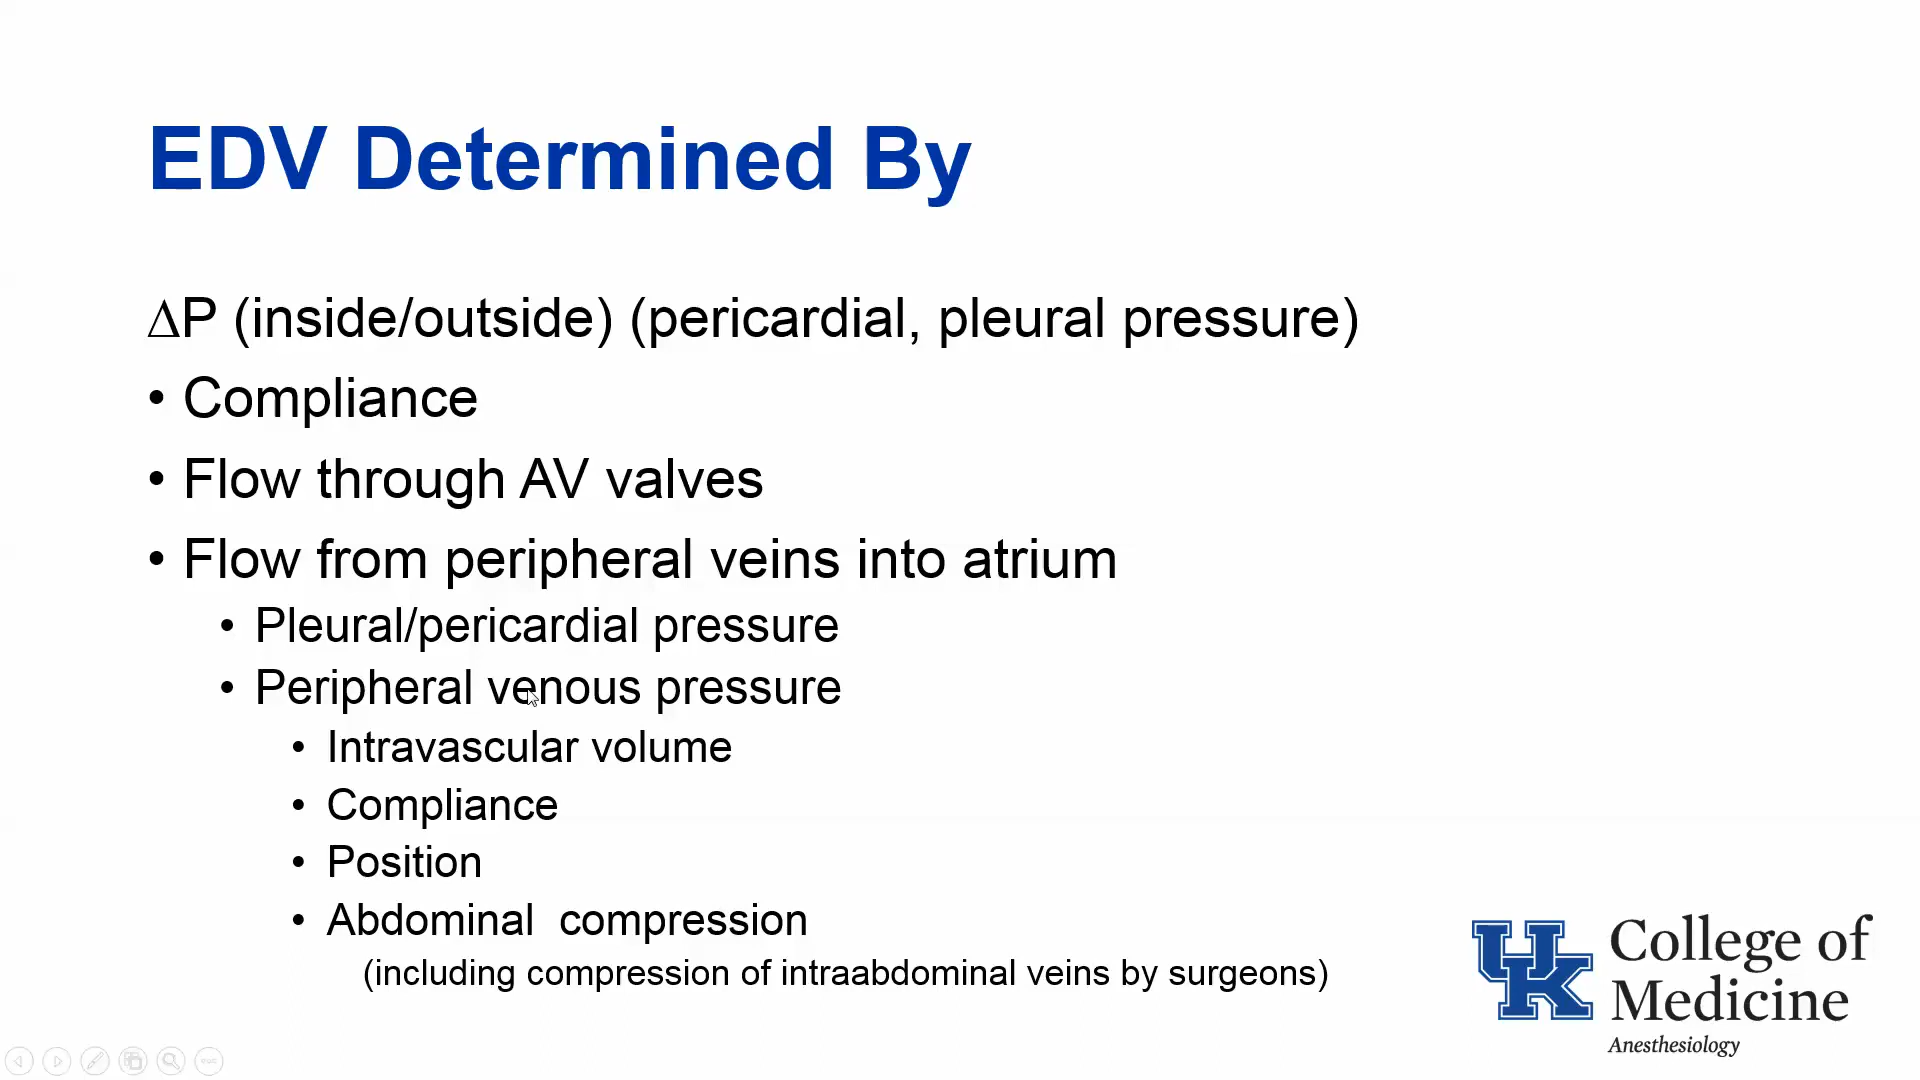 EDV Determined By
∆P (inside/outside) (pericardial, pleural pressure)
• Compliance
• Flow through AV valves
• Flow from peripheral veins into atrium
• Pleural/pericardial pressure
• Peripheral venous pressure
• Intravascular volume
• Compliance
• Position
• Abdominal  compression
(including compression of intraabdominal veins by surgeons)
UK
College of
Medicine
Anesthesiology